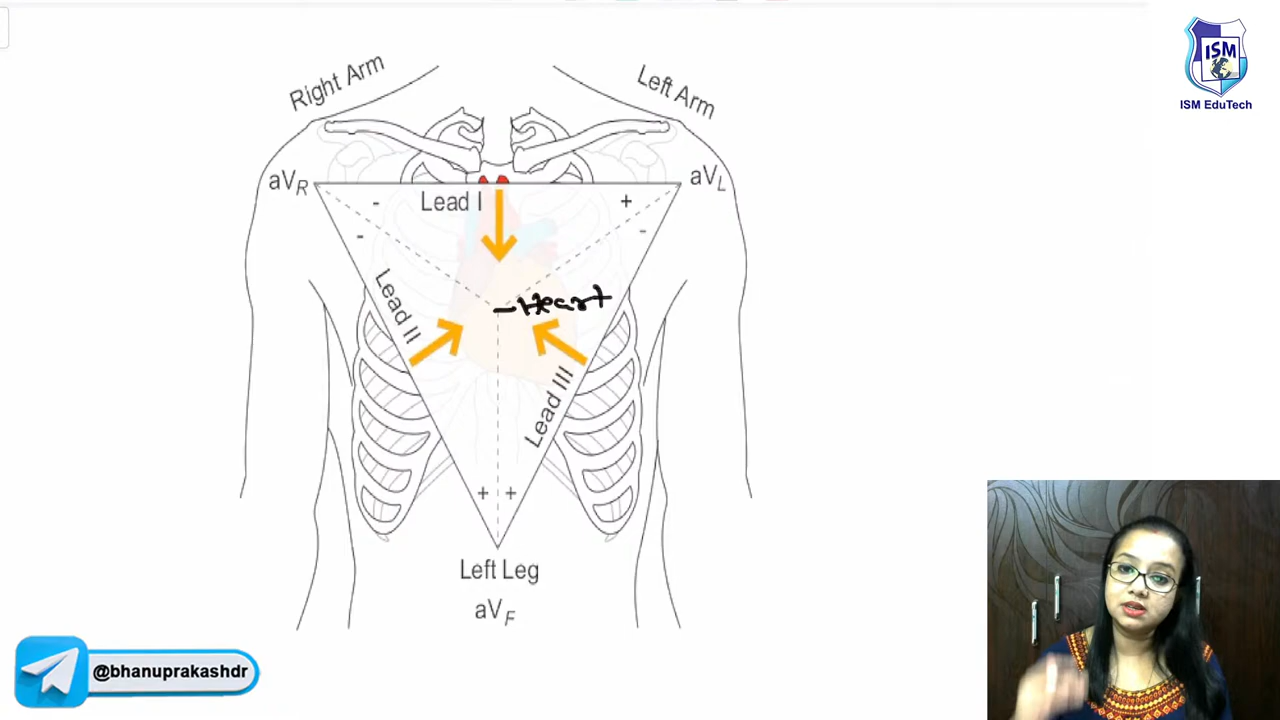 ISM
ISM EduTech
Right Arm
Left Arm
aVR
aVL
-
Lead I
+
-
-
Lead II
- Heart
Lead III
+ +
Left Leg
aVF
@bhanuprakashdr